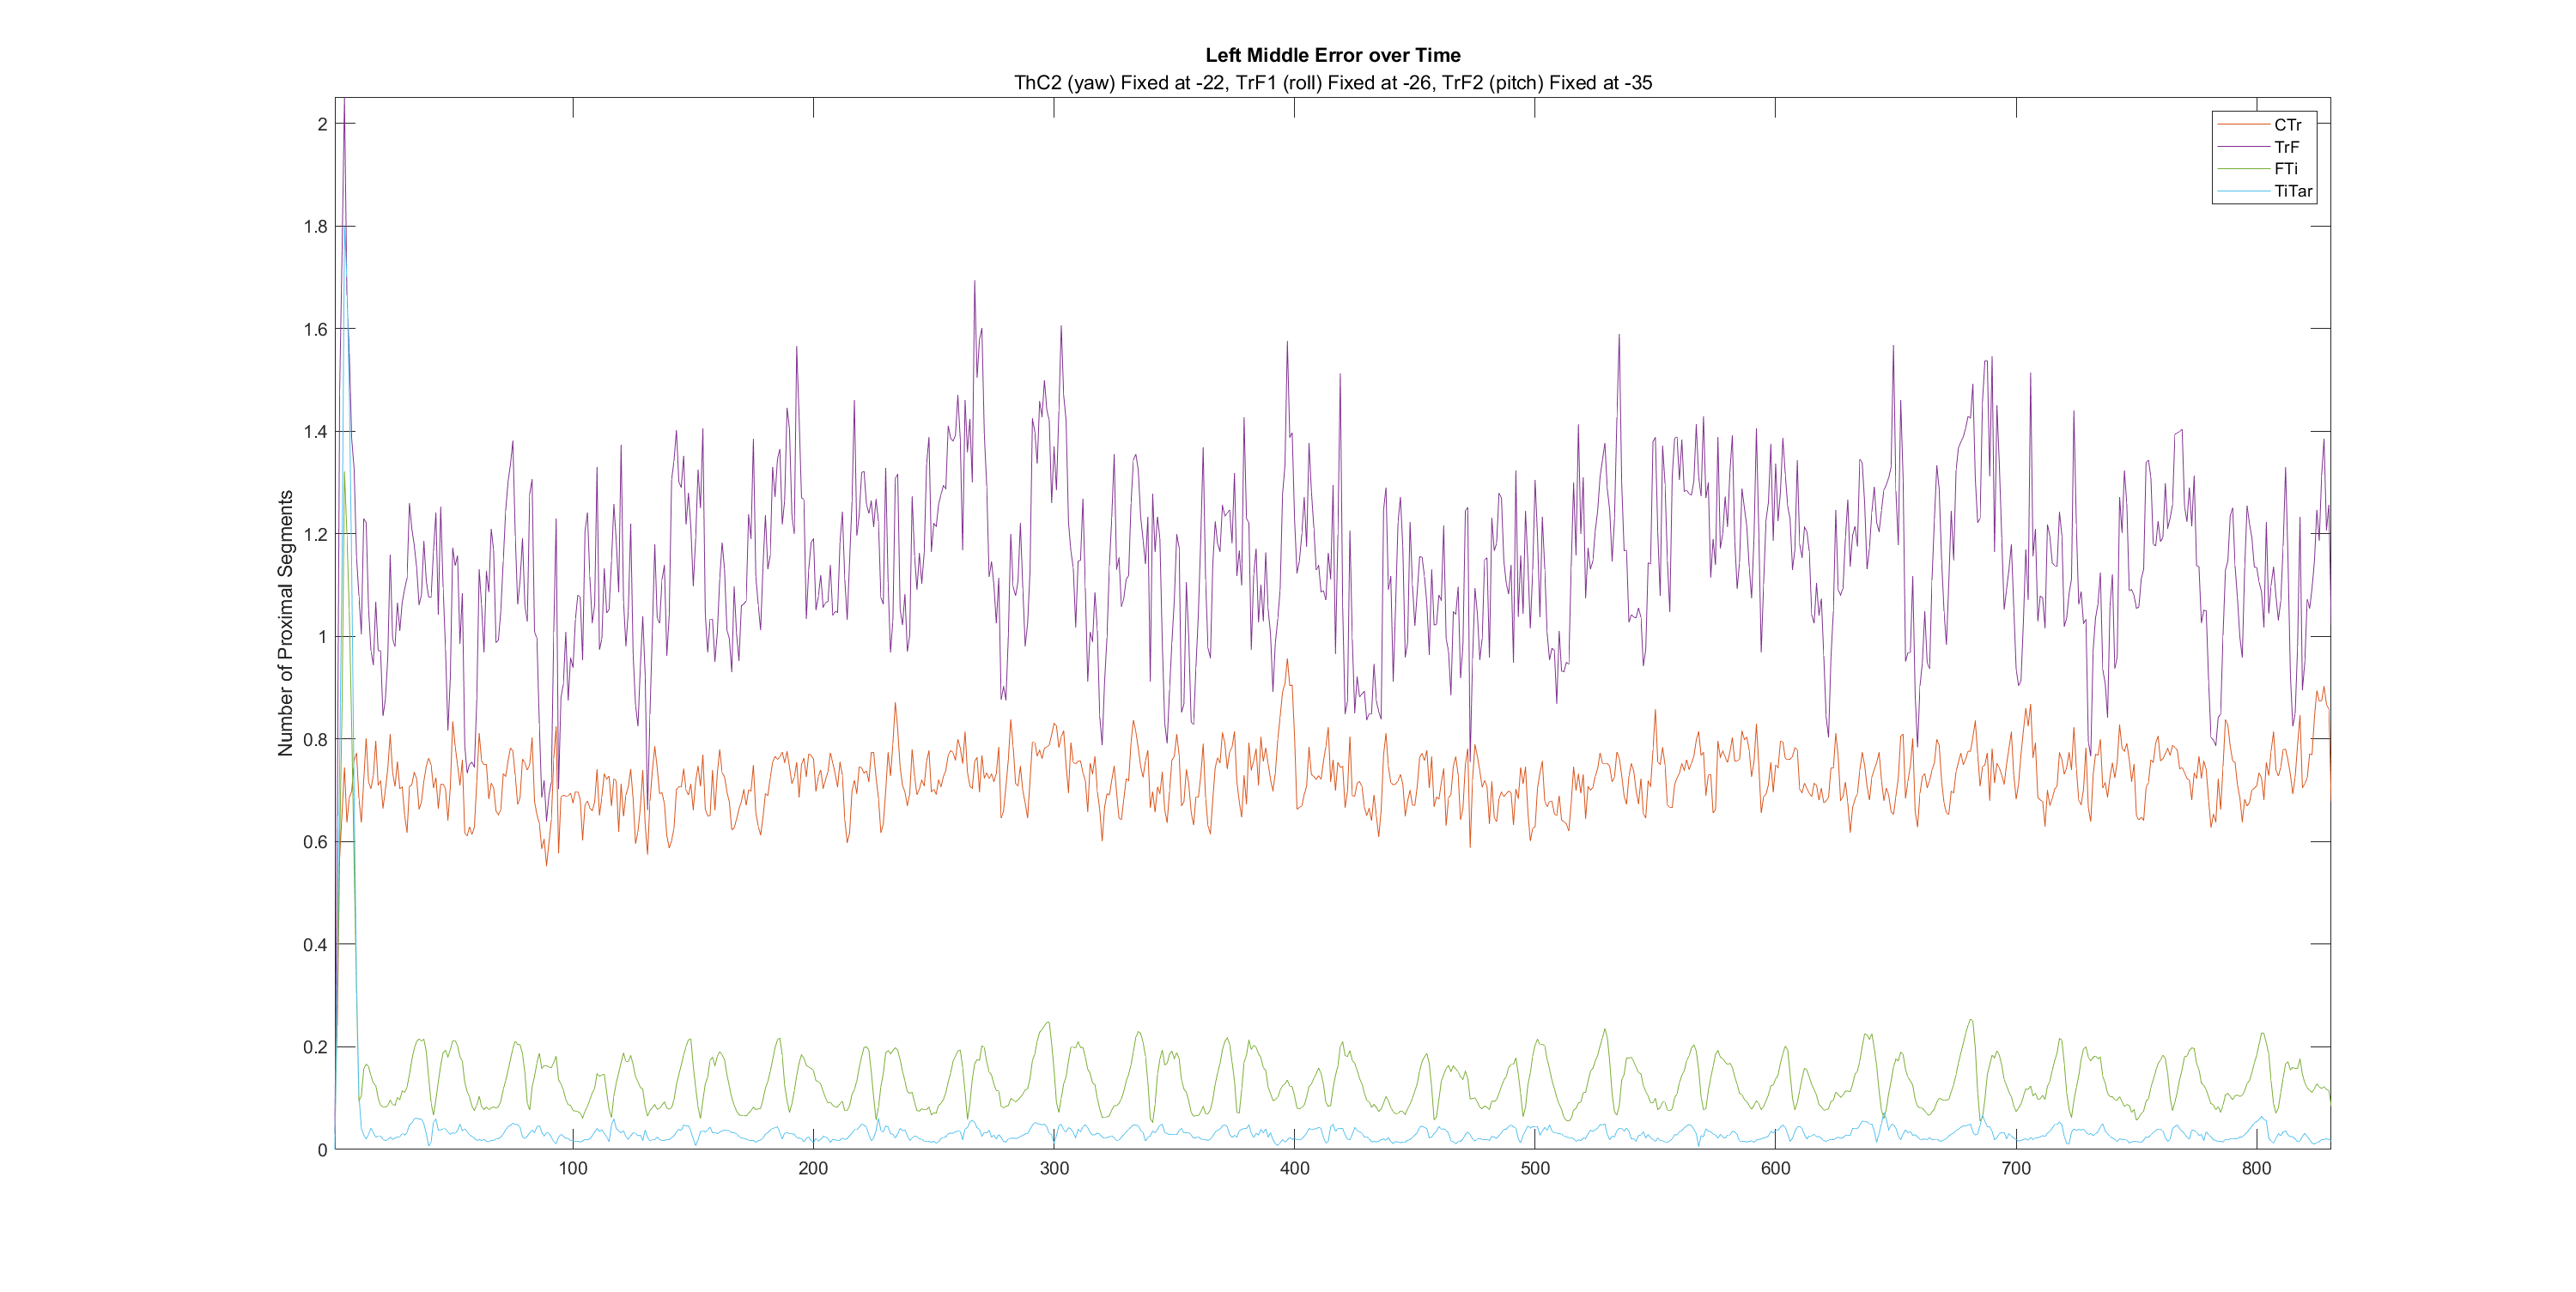 Left Middle Error over Time
ThC2 (yaw) Fixed at -22, TrF1 (roll) Fixed at -26, TrF2 (pitch) Fixed at -35
Number of Proximal Segments
2
1.8
1.6
1.4
1.2
1
0.8
0.6
0.4
0.2
0
100
200
300
400
500
600
700
800
CTr
TrF
FTi
TiTar